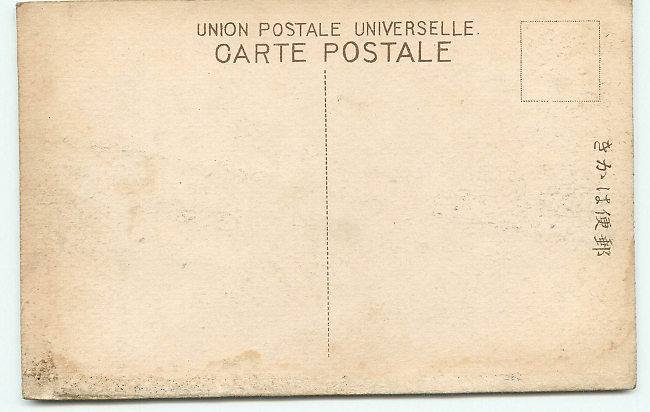 UNION POSTALE UNIVERSELLE.
CARTE POSTALE
郵便はかき